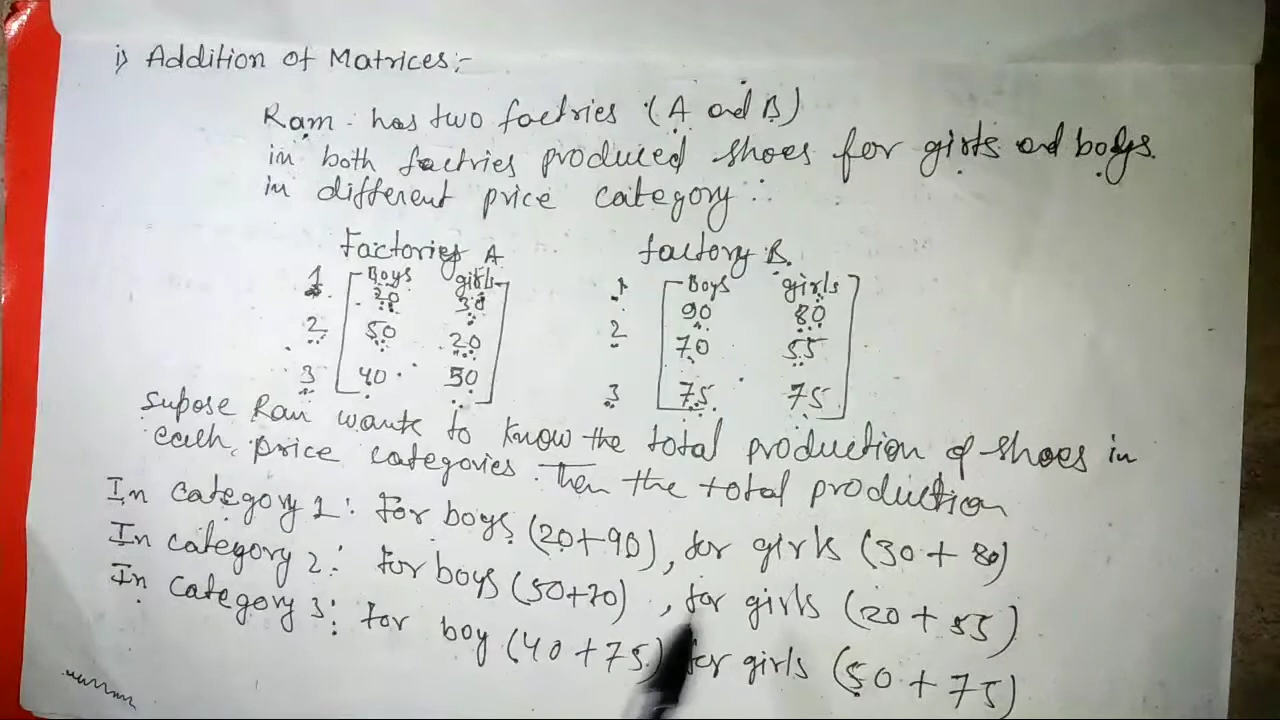 i) Addition of Matrices:-
Ram has two factries (A and B)
in both factries produced shoes for girls and boys.
in different price category:
Factories A factory B.
Boys girls Boys girls
1 20 30 1 90 80
2 50 20 2 70 55
3 40 50 3 75 75
Supose Ram wants to know the total production of shoes in
each price categories. Then the total production
In category 1: For boys (20+90), for girls (30+80)
In category 2: For boys (50+70), for girls (20+55)
In category 3: For boy (40+75) for girls (50+75)